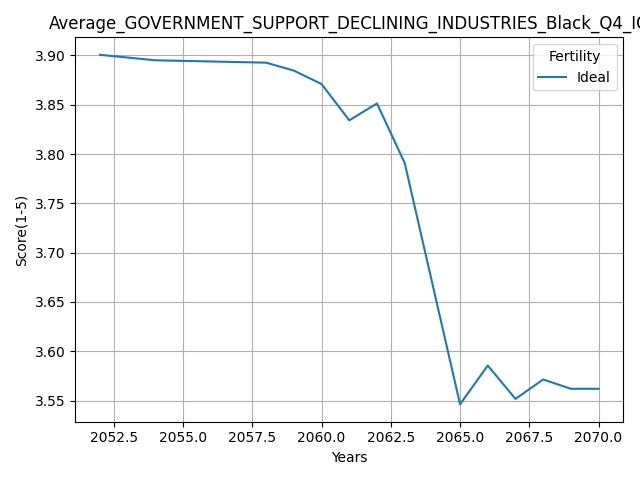 Average_GOVERNMENT_SUPPORT_DECLINING_INDUSTRIES_Black_Q4_IQ
Fertility
Ideal
3.90
3.85
3.80
3.75
3.70
3.65
3.60
3.55
Score(1-5)
2052.5 2055.0 2057.5 2060.0 2062.5 2065.0 2067.5 2070.0
Years